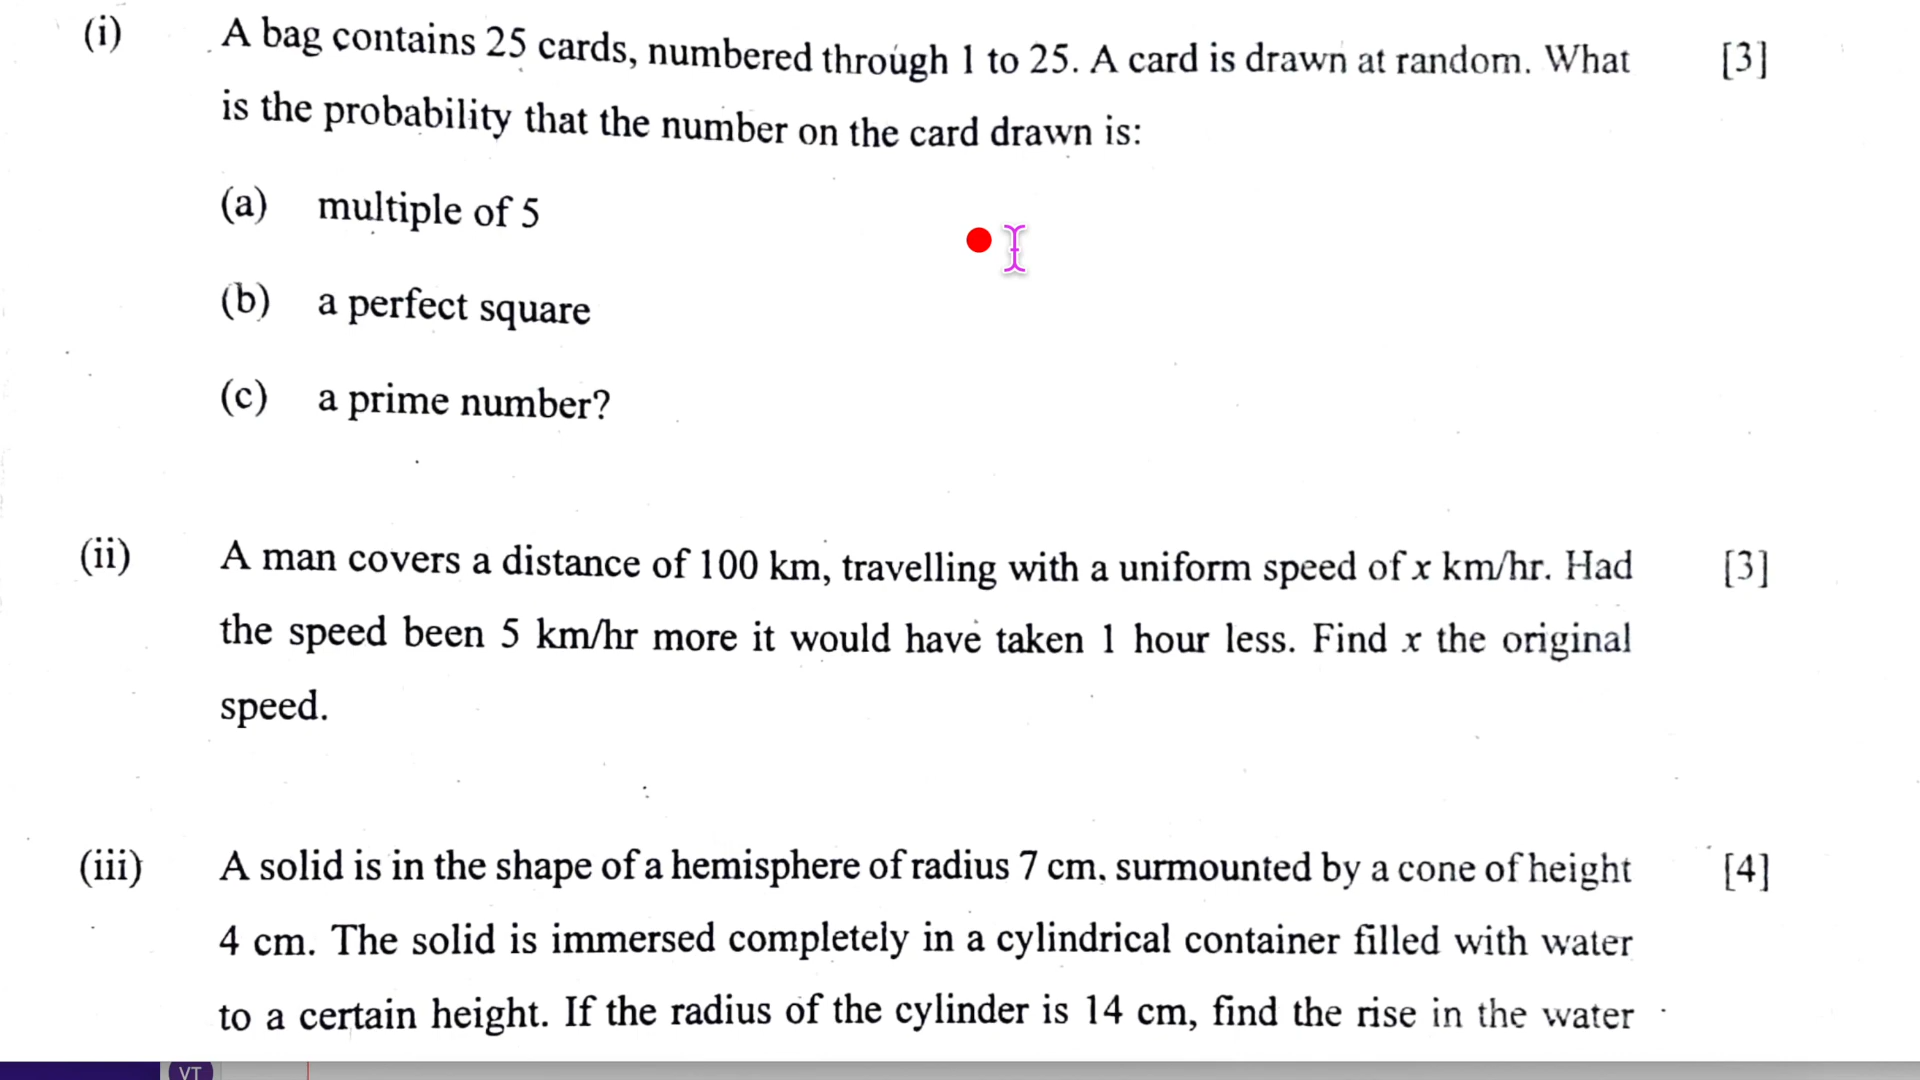 (i) A bag contains 25 cards, numbered through 1 to 25. A card is drawn at random. What [3]
is the probability that the number on the card drawn is:
(a) multiple of 5
(b) a perfect square
(c) a prime number?
(ii) A man covers a distance of 100 km, travelling with a uniform speed of x km/hr. Had [3]
the speed been 5 km/hr more it would have taken 1 hour less. Find x the original
speed.
(iii) A solid is in the shape of a hemisphere of radius 7 cm, surmounted by a cone of height [4]
4 cm. The solid is immersed completely in a cylindrical container filled with water
to a certain height. If the radius of the cylinder is 14 cm, find the rise in the water
VT